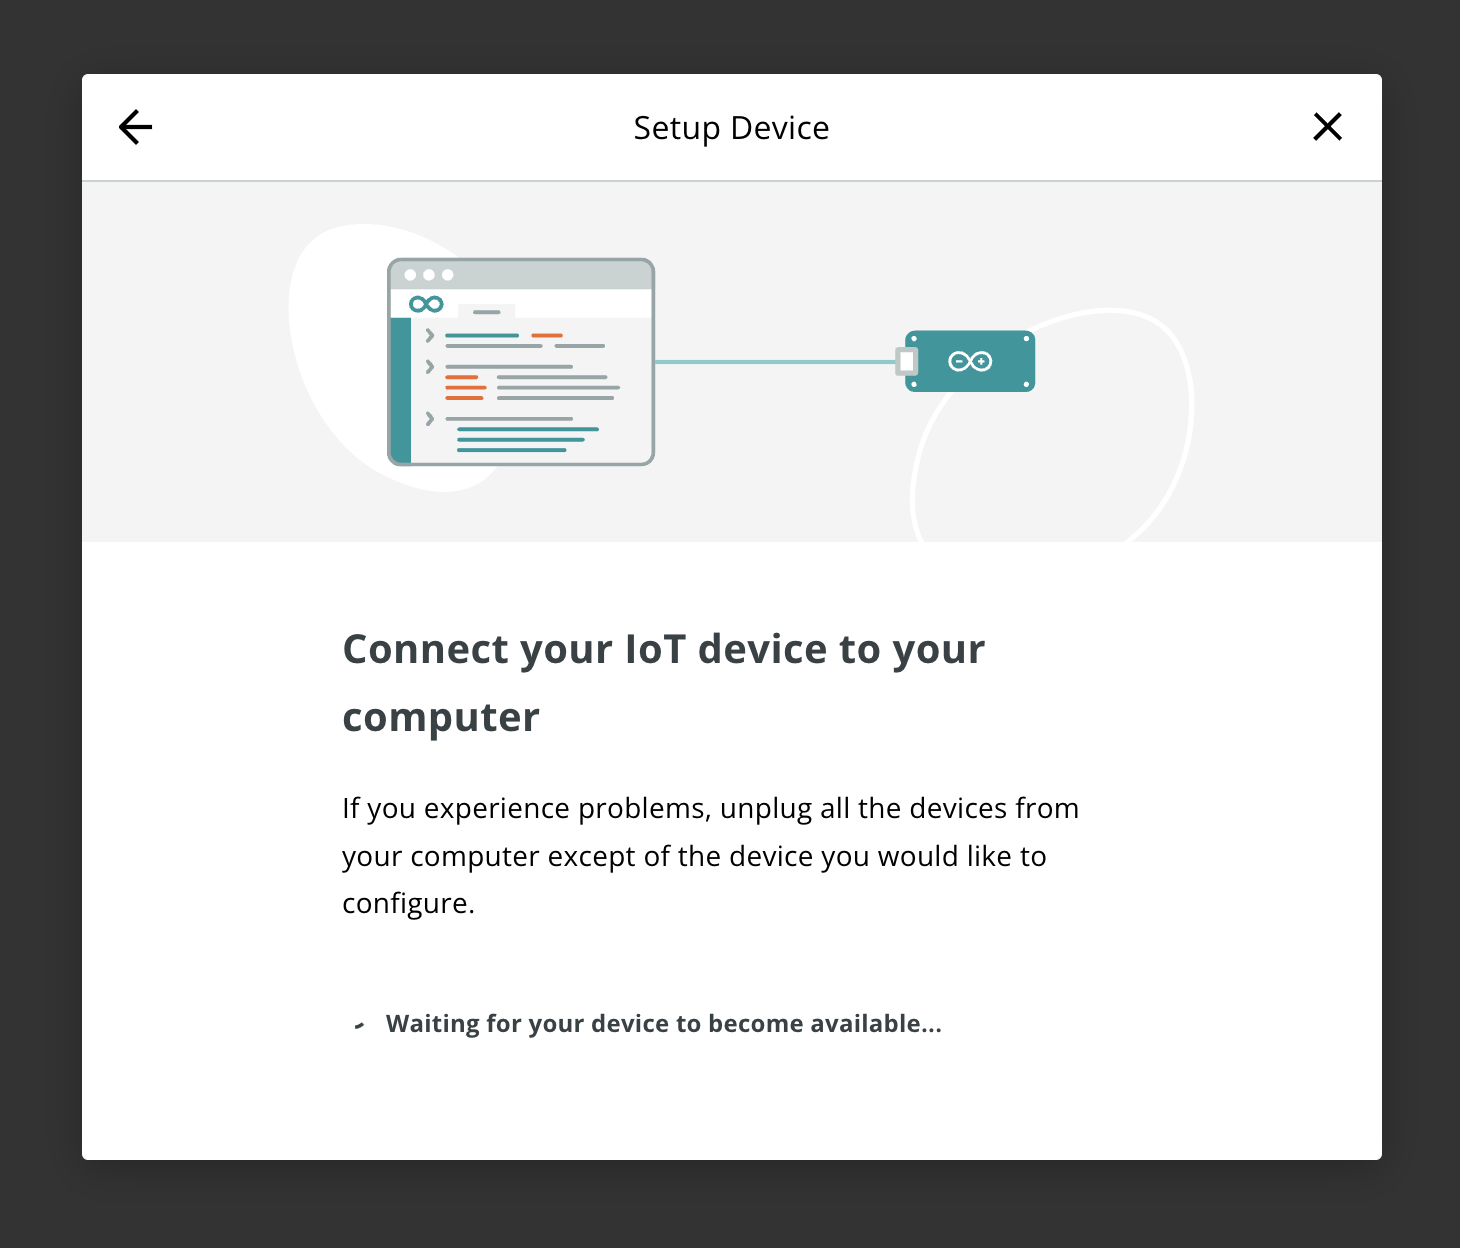 Setup Device
Connect your IoT device to your
computer
If you experience problems, unplug all the devices from
your computer except of the device you would like to
configure.
Waiting for your device to become available...